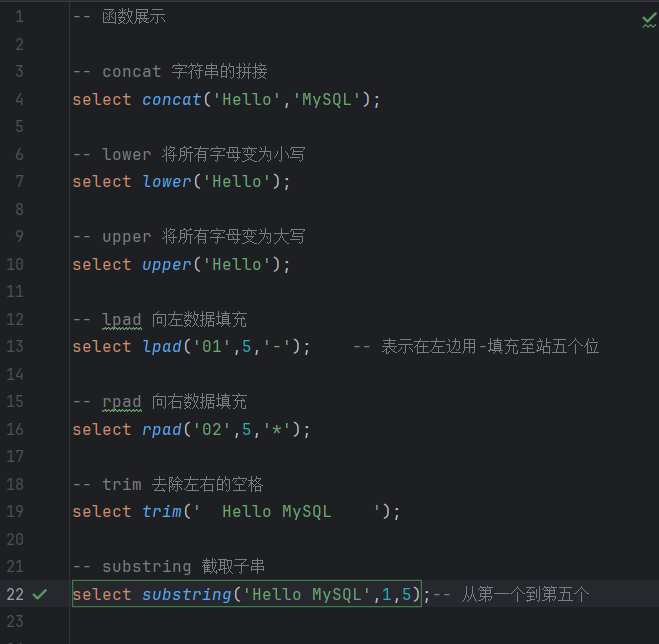 1 -- 函数展示
2
3 -- concat 字符串的拼接
4 select concat('Hello','MySQL');
5
6 -- lower 将所有字母变为小写
7 select lower('Hello');
8
9 -- upper 将所有字母变为大写
10 select upper('Hello');
11
12 -- lpad 向左数据填充
13 select lpad('01',5,'-');    -- 表示在左边用-填充至站五个位
14
15 -- rpad 向右数据填充
16 select rpad('02',5,'*');
17
18 -- trim 去除左右的空格
19 select trim('  Hello MySQL    ');
20
21 -- substring 截取子串
22 select substring('Hello MySQL',1,5);-- 从第一个到第五个
23